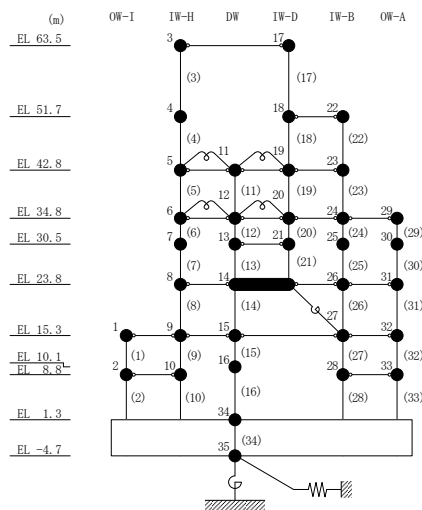 (m) OW-I IW-H DW IW-D IW-B OW-A
EL 63.5 3 17
(3) (17)
EL 51.7 4 18 22
(4) (18) (22)
EL 42.8 5 11 19 23
(5) (11) (19) (23)
EL 34.8 6 12 20 24 29
(6) (12) (20) (24) (29)
EL 30.5 7 13 21 25 30
(7) (13) (21) (25) (30)
EL 23.8 8 14 26 31
(8) (14) (26) (31)
EL 15.3 1 9 15 27 32
(1) (9) (15) (27) (32)
EL 10.1 16
EL 8.8 2 10 28 33
(2) (10) (16) (28) (33)
EL 1.3 34
(34)
EL -4.7 35